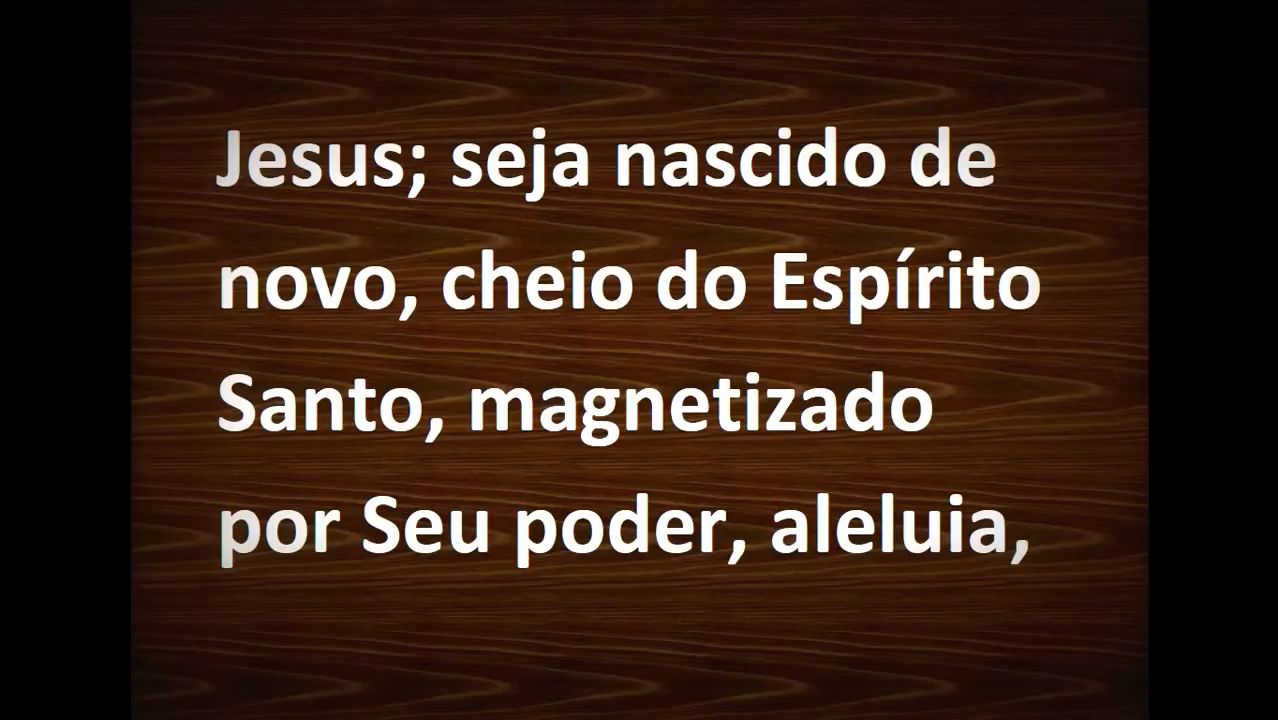 Jesus; seja nascido de
novo, cheio do Espírito
Santo, magnetizado
por Seu poder, aleluia,